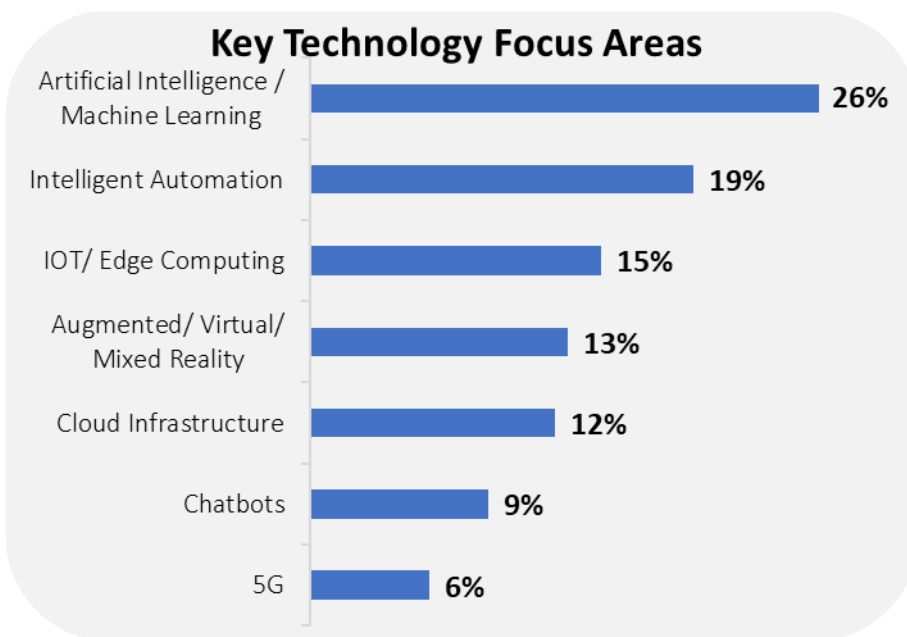 Key Technology Focus Areas
Artificial Intelligence /
Machine Learning
26%
Intelligent Automation
19%
IOT/ Edge Computing
15%
Augmented/ Virtual/
Mixed Reality
13%
Cloud Infrastructure
12%
Chatbots
9%
5G
6%